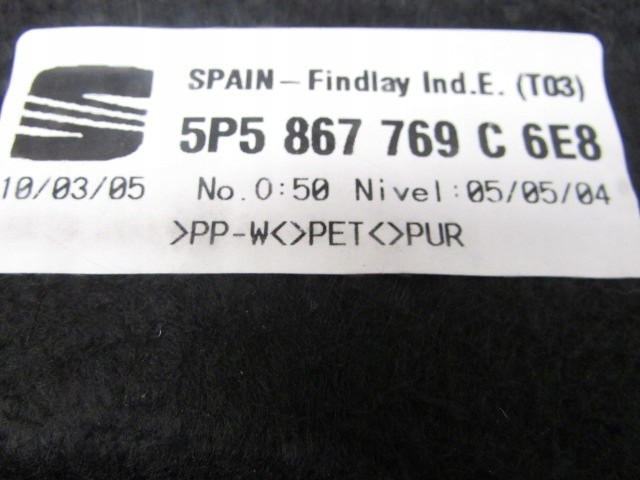 SPAIN - Findlay Ind.E. (T03)
5P5 867 769 C 6E8
10/03/05 No.0:50 Nivel:05/05/04
>PP-W<>PET<>PUR